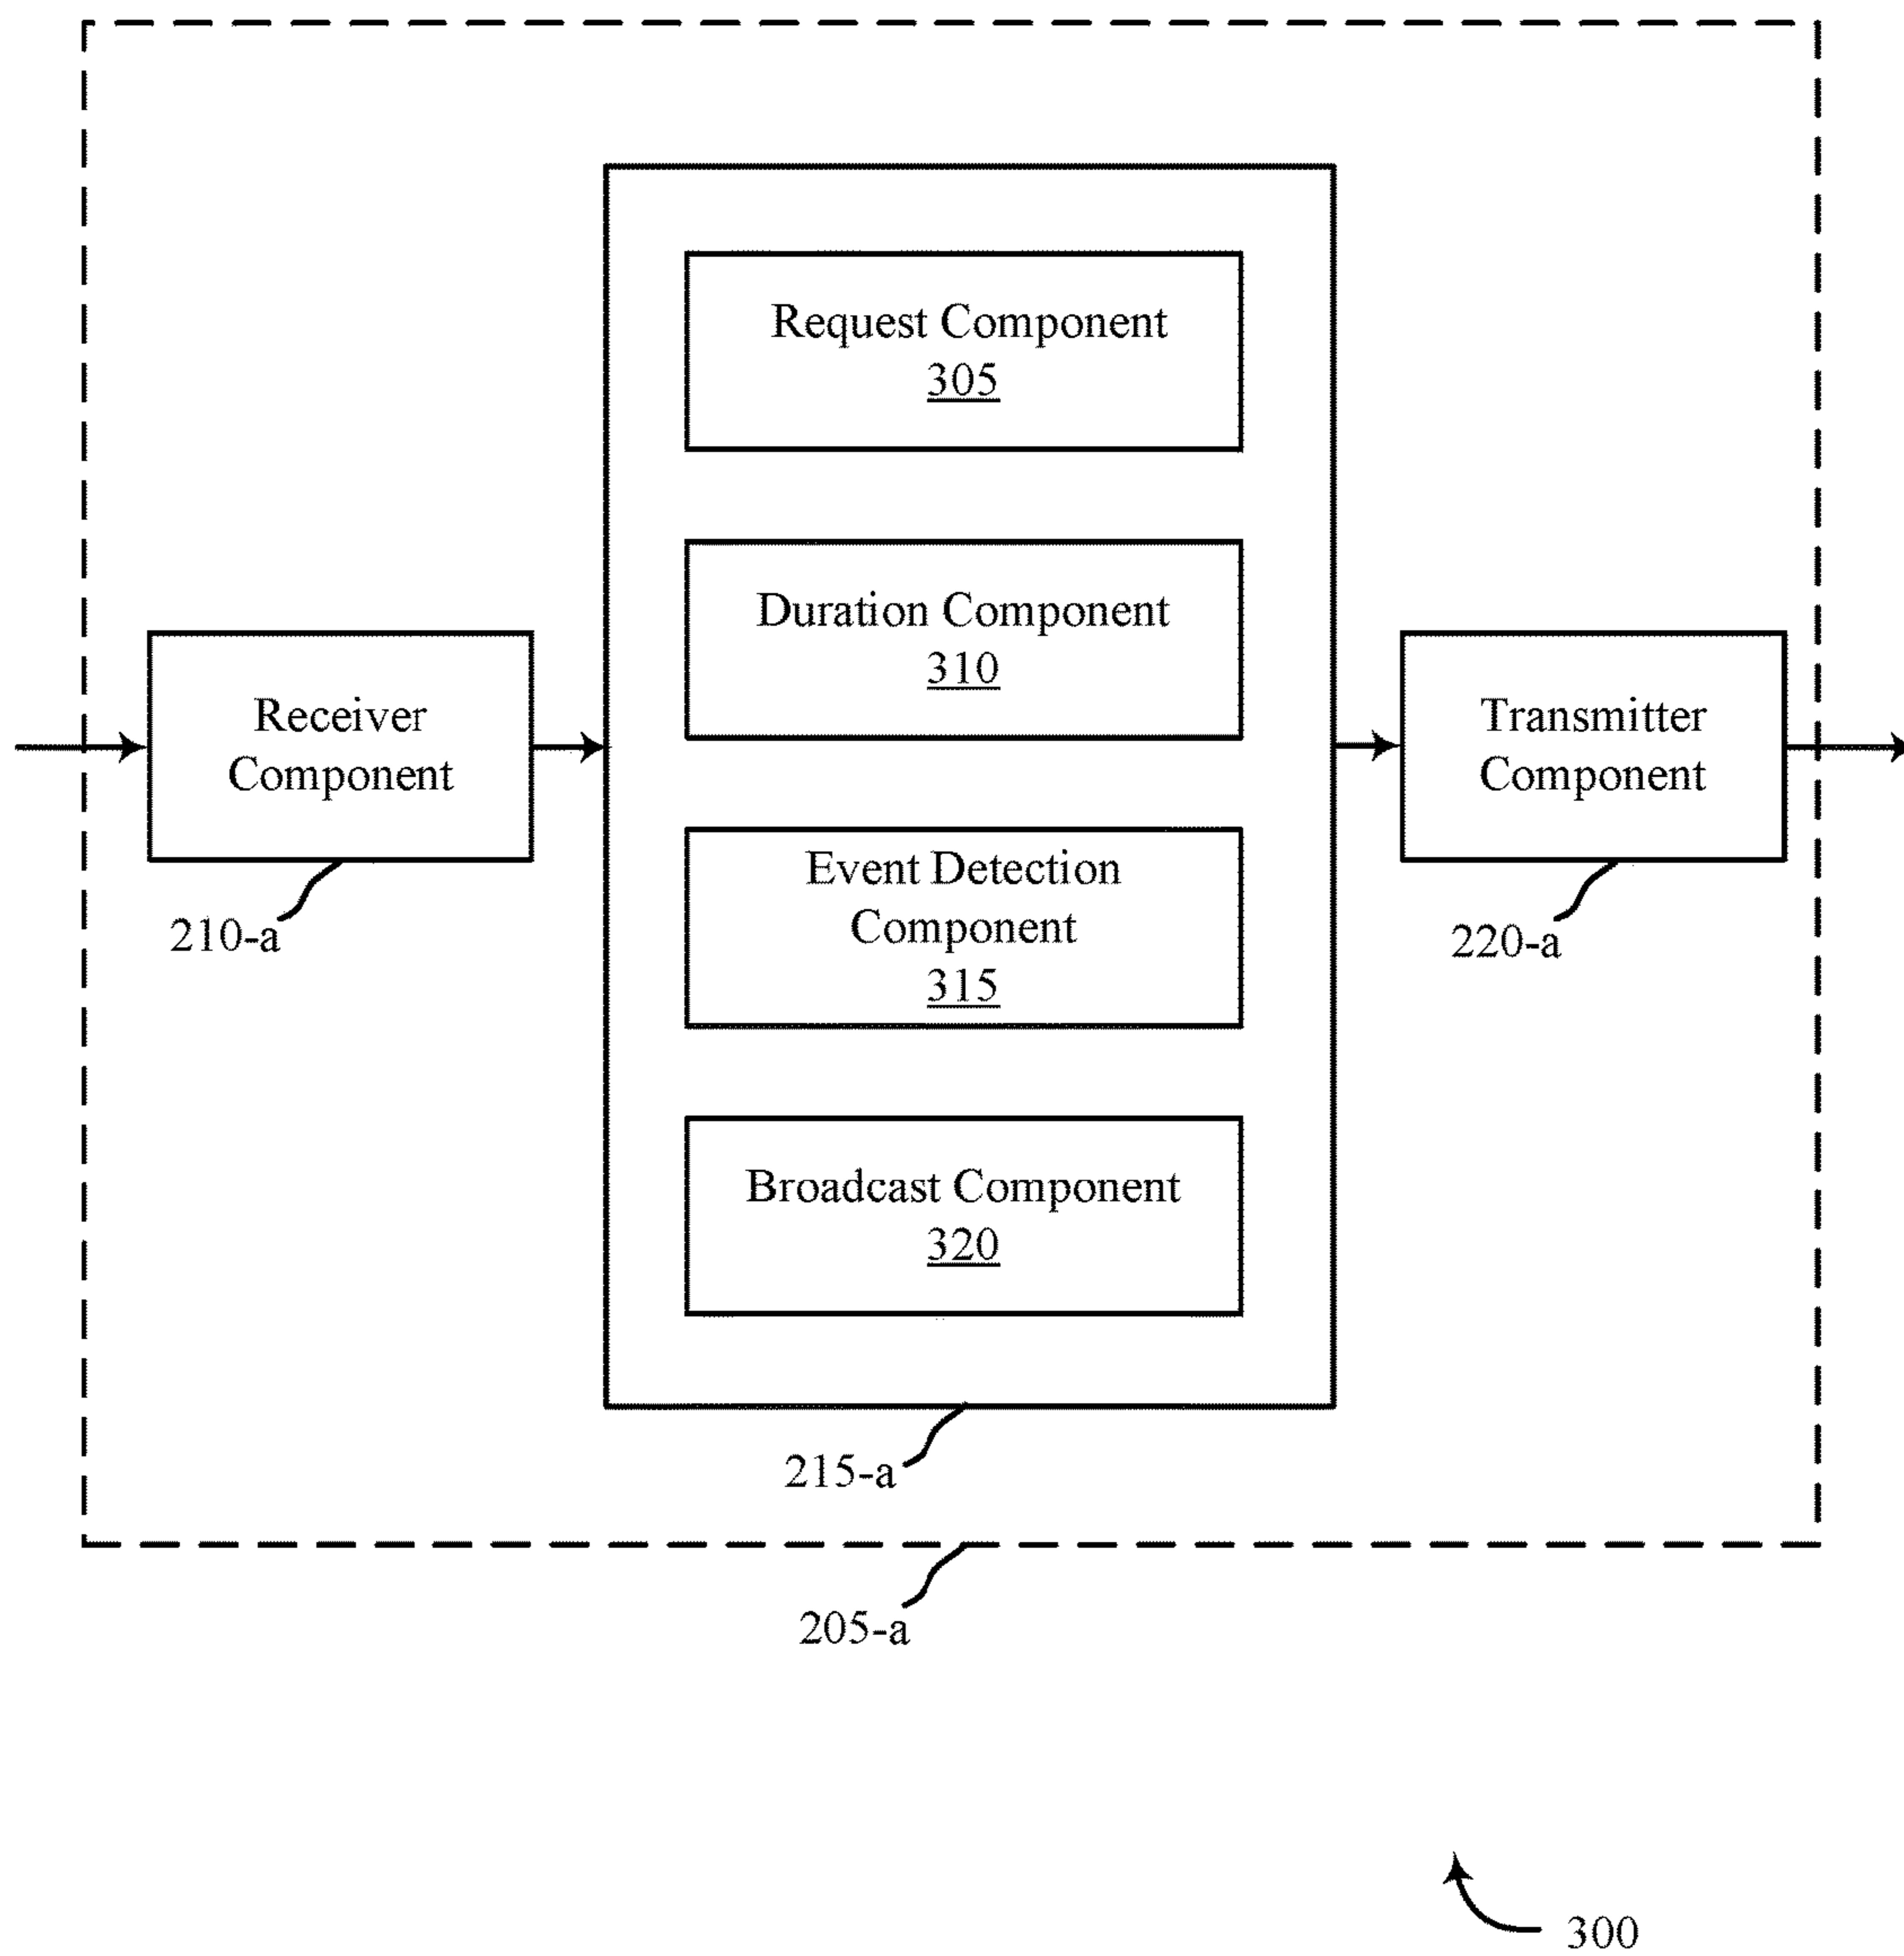 Request Component
305
Duration Component
310
Receiver
Component
Transmitter
Component
Event Detection
Component
315
210-a
220-a
Broadcast Component
320
215-a
205-a
300